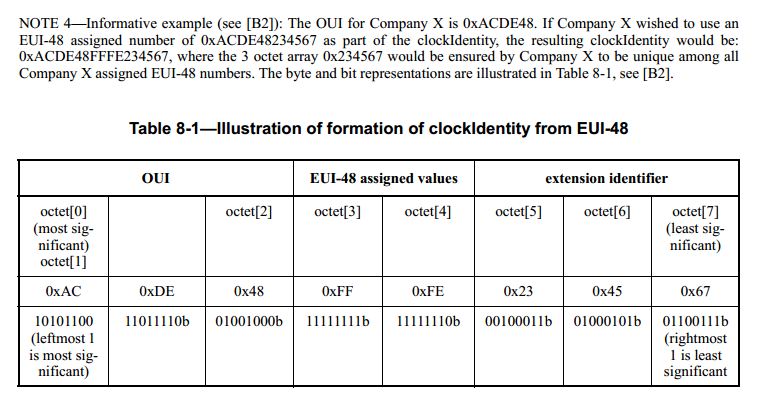 NOTE 4—Informative example (see [B2]): The OUI for Company X is 0xACDE48. If Company X wished to use an
EUI-48 assigned number of 0xACDE48234567 as part of the clockIdentity, the resulting clockIdentity would be:
0xACDE48FFFE234567, where the 3 octet array 0x234567 would be ensured by Company X to be unique among all
Company X assigned EUI-48 numbers. The byte and bit representations are illustrated in Table 8-1, see [B2].
Table 8-1—Illustration of formation of clockIdentity from EUI-48
OUI EUI-48 assigned values extension identifier
octet[0] octet[2] octet[3] octet[4] octet[5] octet[6] octet[7]
(most sig- (least sig-
nificant) nificant)
octet[1]
0xAC 0xDE 0x48 0xFF 0xFE 0x23 0x45 0x67
10101100 11011110b 01001000b 11111111b 11111110b 00100011b 01000101b 01100111b
(leftmost 1 (rightmost
is most sig- 1 is least
nificant) significant